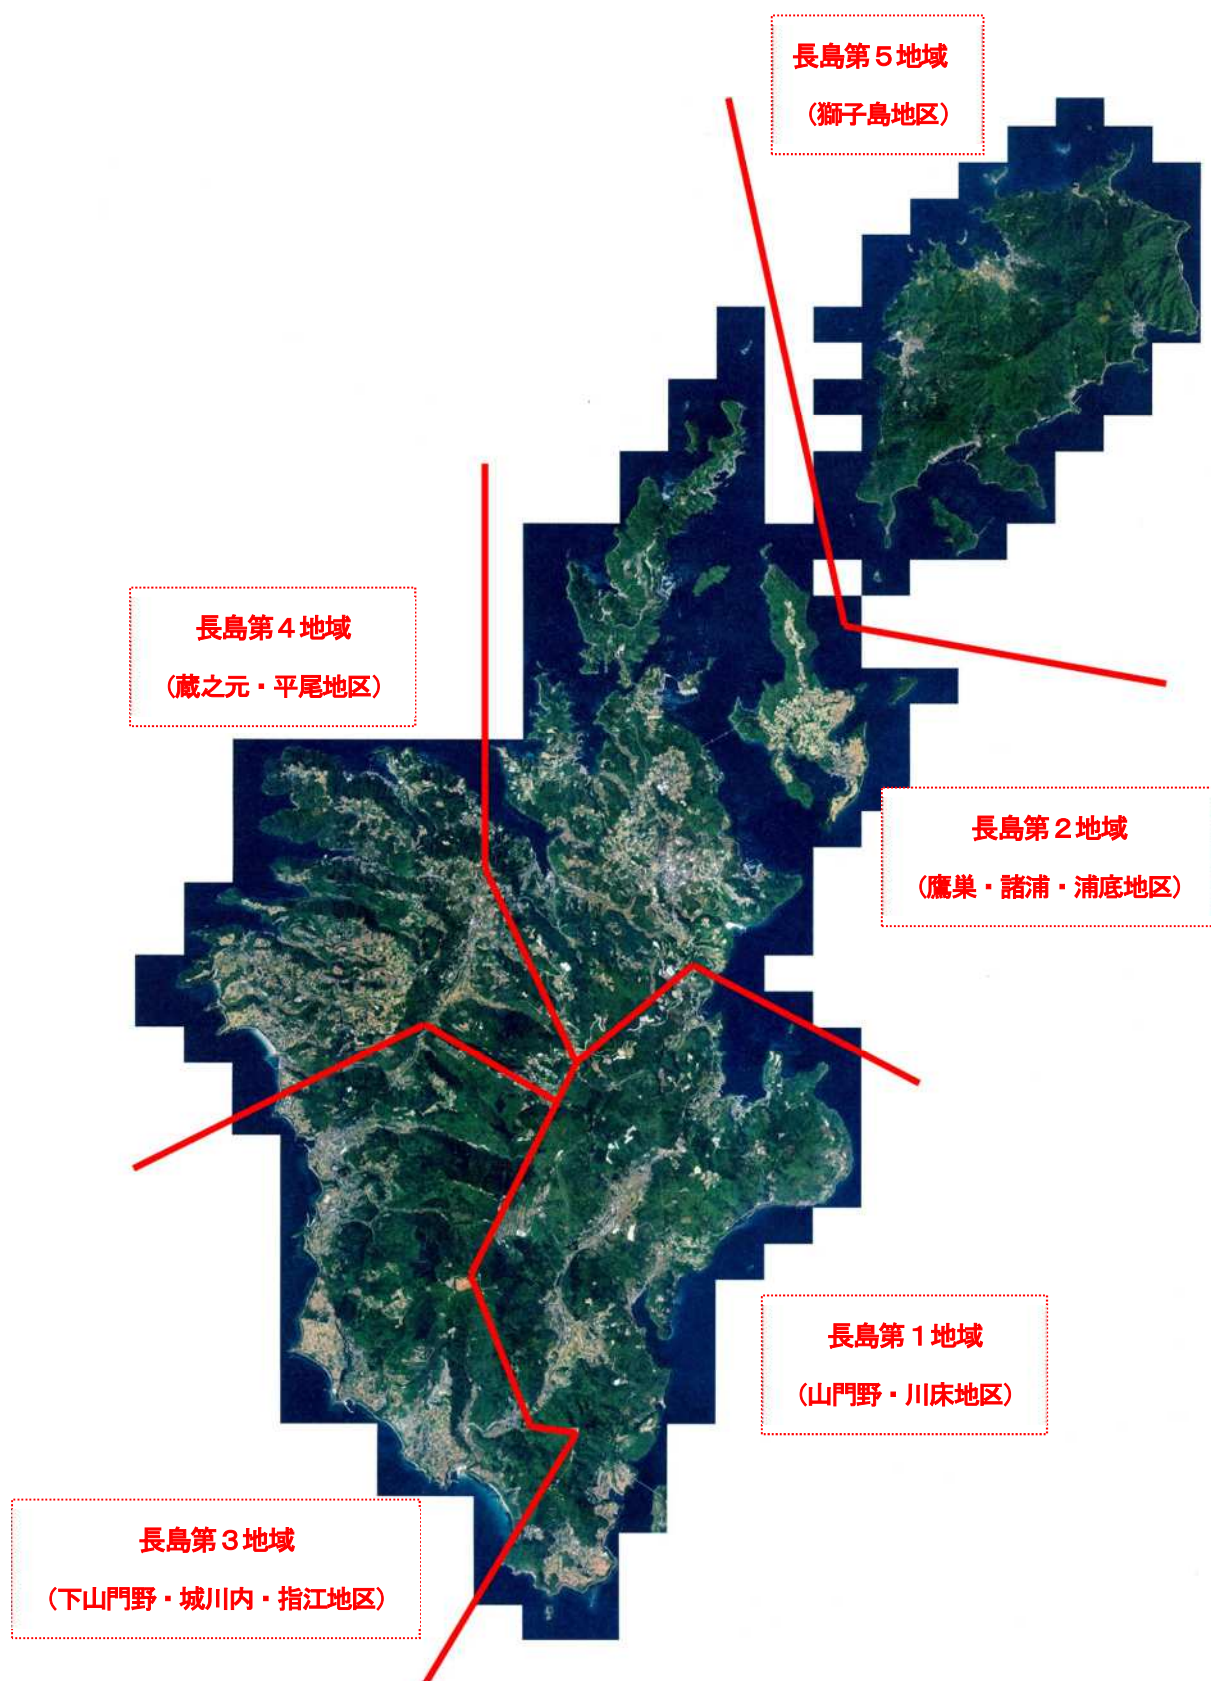 長島第５地域
（獅子島地区）
長島第４地域
（蔵之元・平尾地区）
長島第２地域
（鷹巣・諸浦・浦底地区）
長島第１地域
（山門野・川床地区）
長島第３地域
（下山門野・城川内・指江地区）